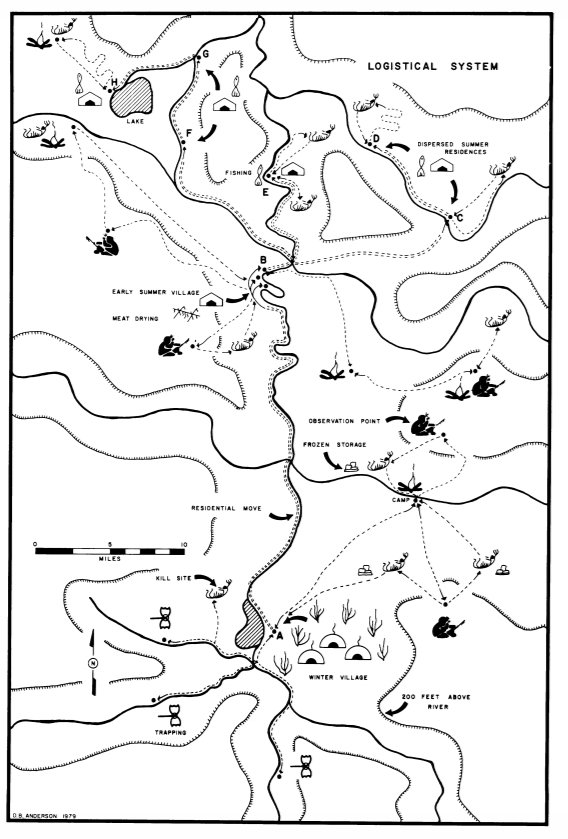 LOGISTICAL SYSTEM
G
H
LAKE
F
FISHING
E
D
DISPERSED SUMMER
RESIDENCES
C
B
EARLY SUMMER VILLAGE
MEAT DRYING
OBSERVATION POINT
FROZEN STORAGE
CAMP
RESIDENTIAL MOVE
0 5 10
MILES
KILL SITE
N
A
WINTER VILLAGE
200 FEET ABOVE
RIVER
TRAPPING
D.B. ANDERSON 1979